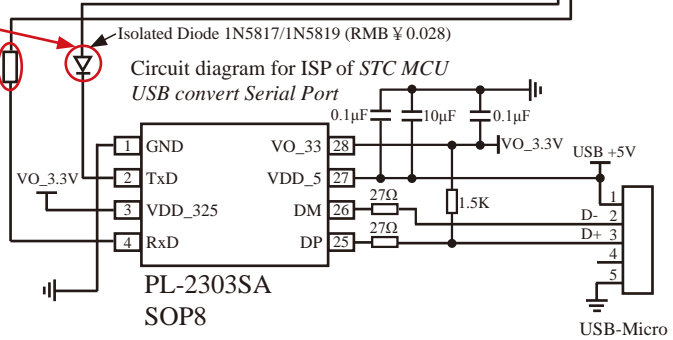 Isolated Diode 1N5817/1N5819 (RMB ¥ 0.028)
Circuit diagram for ISP of STC MCU
USB convert Serial Port
0.1μF
10μF
0.1μF
VO_3.3V
USB +5V
1 GND
VO_33 28
VO_3.3V
2 TxD
VDD_5 27
27Ω
1.5K
1
3 VDD_325
DM 26
D- 2
27Ω
D+ 3
4 RxD
DP 25
4
5
PL-2303SA
SOP8
USB-Micro